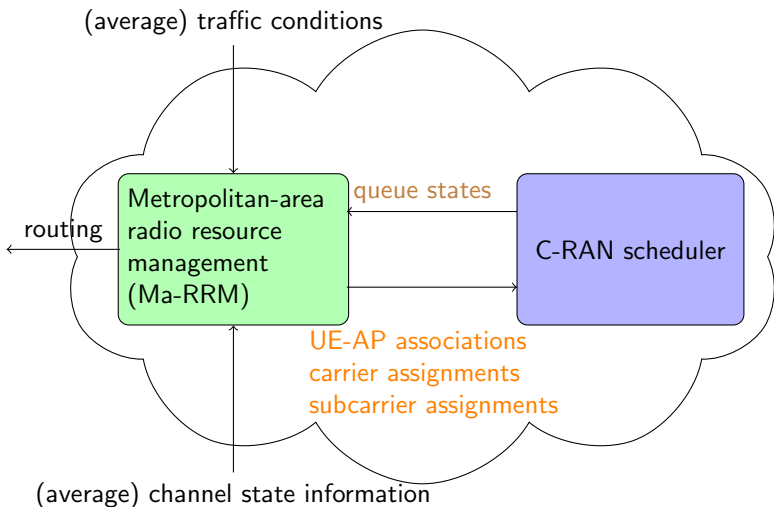 (average) traffic conditions
Metropolitan-area
radio resource
management
(Ma-RRM)
queue states
C-RAN scheduler
routing
UE-AP associations
carrier assignments
subcarrier assignments
(average) channel state information